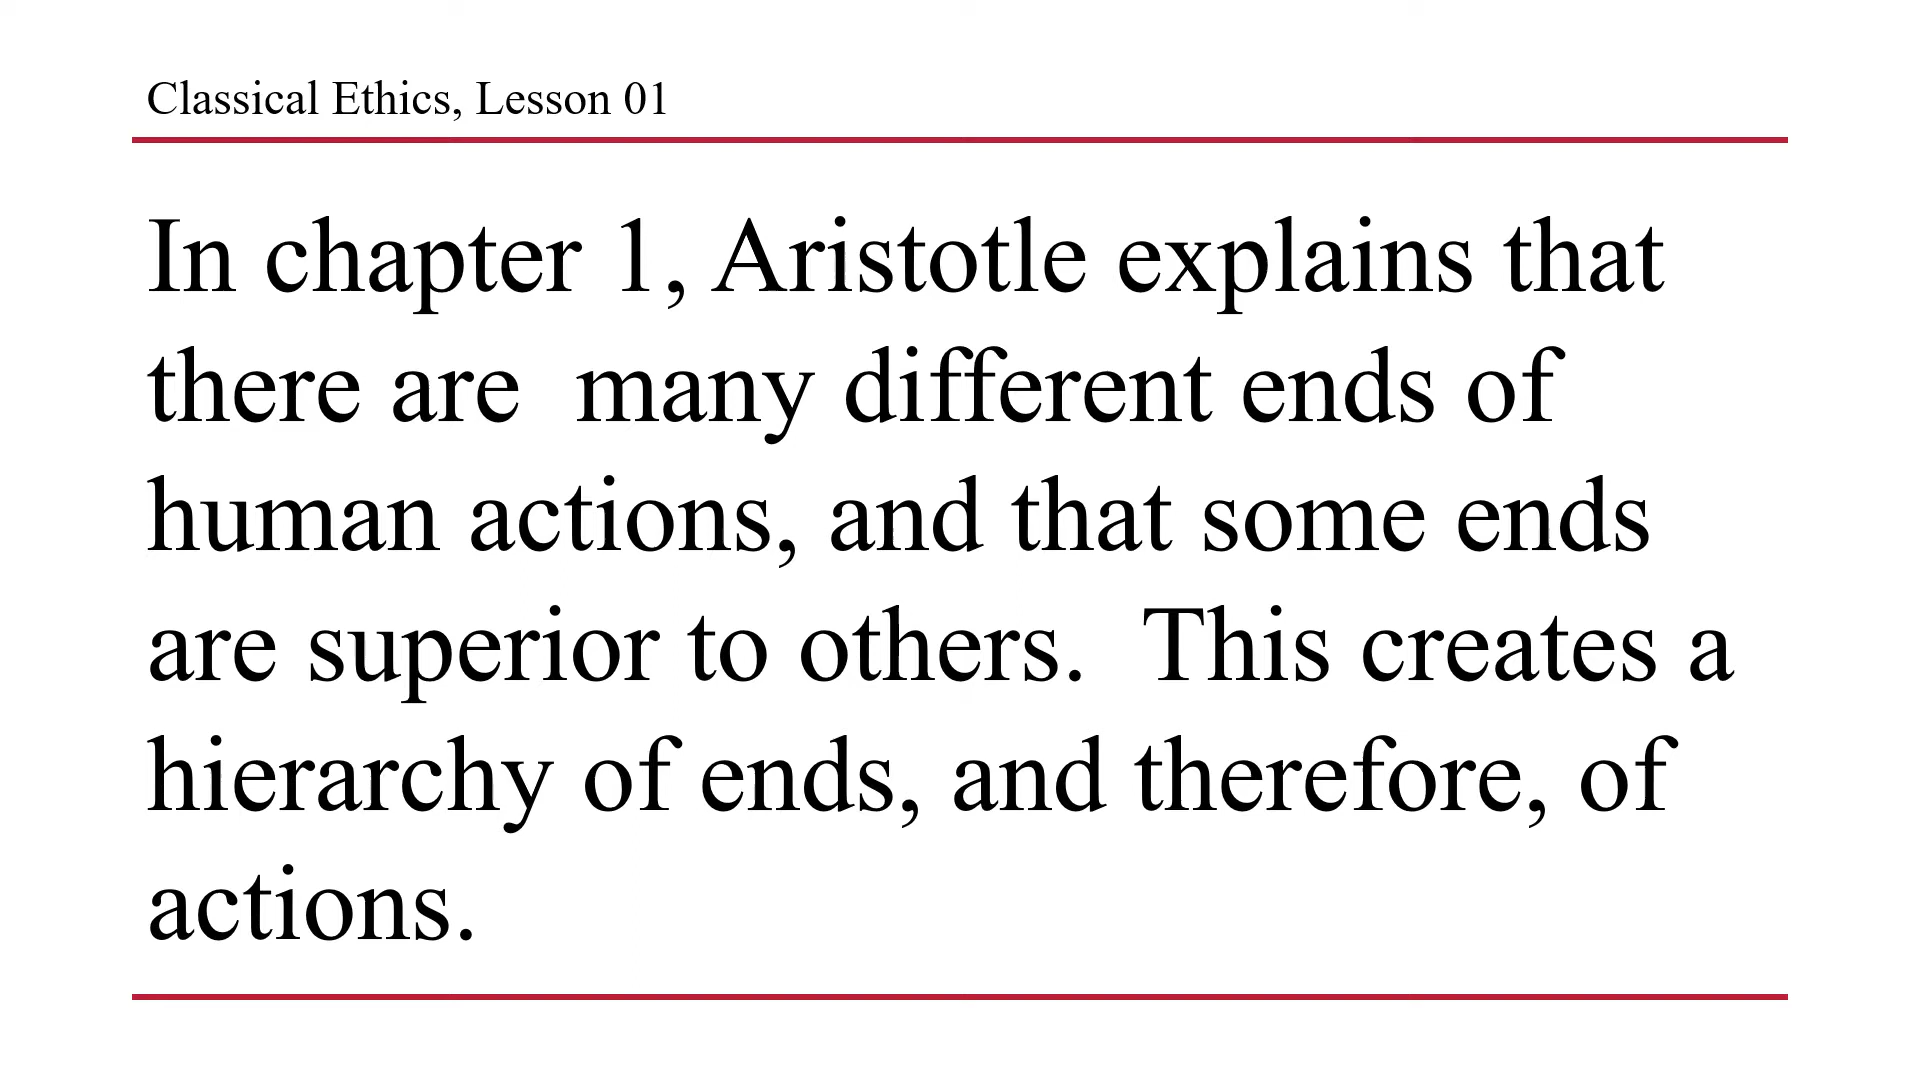 Classical Ethics, Lesson 01
In chapter 1, Aristotle explains that
there are  many different ends of
human actions, and that some ends
are superior to others.  This creates a
hierarchy of ends, and therefore, of
actions.